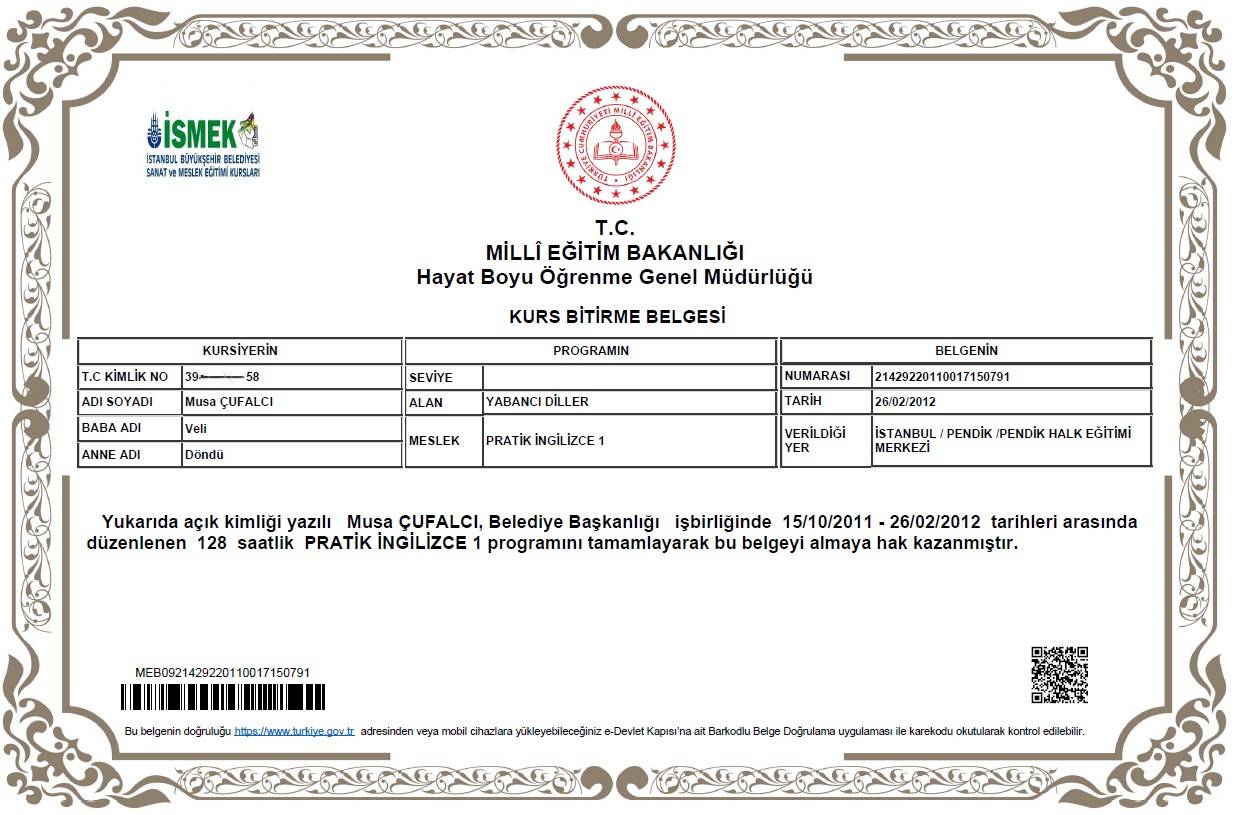 İSMEK
İSTANBUL BÜYÜKŞEHİR BELEDİYESİ
SANAT ve MESLEK EĞİTİMİ KURSLARI
TÜRKİYE CUMHURİYETİ MİLLÎ EĞİTİM BAKANLIĞI
T.C.
MİLLÎ EĞİTİM BAKANLIĞI
Hayat Boyu Öğrenme Genel Müdürlüğü
KURS BİTİRME BELGESİ
KURSİYERİN
T.C KİMLİK NO 39 58
ADI SOYADI Musa ÇUFALCI
BABA ADI Veli
ANNE ADI Döndü
PROGRAMIN
SEVİYE
ALAN YABANCI DİLLER
MESLEK PRATİK İNGİLİZCE 1
BELGENİN
NUMARASI 21429220110017150791
TARİH 26/02/2012
VERİLDİĞİ YER İSTANBUL / PENDİK /PENDİK HALK EĞİTİMİ MERKEZİ
Yukarıda açık kimliği yazılı Musa ÇUFALCI, Belediye Başkanlığı işbirliğinde 15/10/2011 - 26/02/2012 tarihleri arasında
düzenlenen 128 saatlik PRATİK İNGİLİZCE 1 programını tamamlayarak bu belgeyi almaya hak kazanmıştır.
MEB09214292201​10017150791
Bu belgenin doğruluğu https://www.turkiye.gov.tr adresinden veya mobil cihazlara yükleyebileceğiniz e-Devlet Kapısı'na ait Barkodlu Belge Doğrulama uygulaması ile karekodu okutularak kontrol edilebilir.